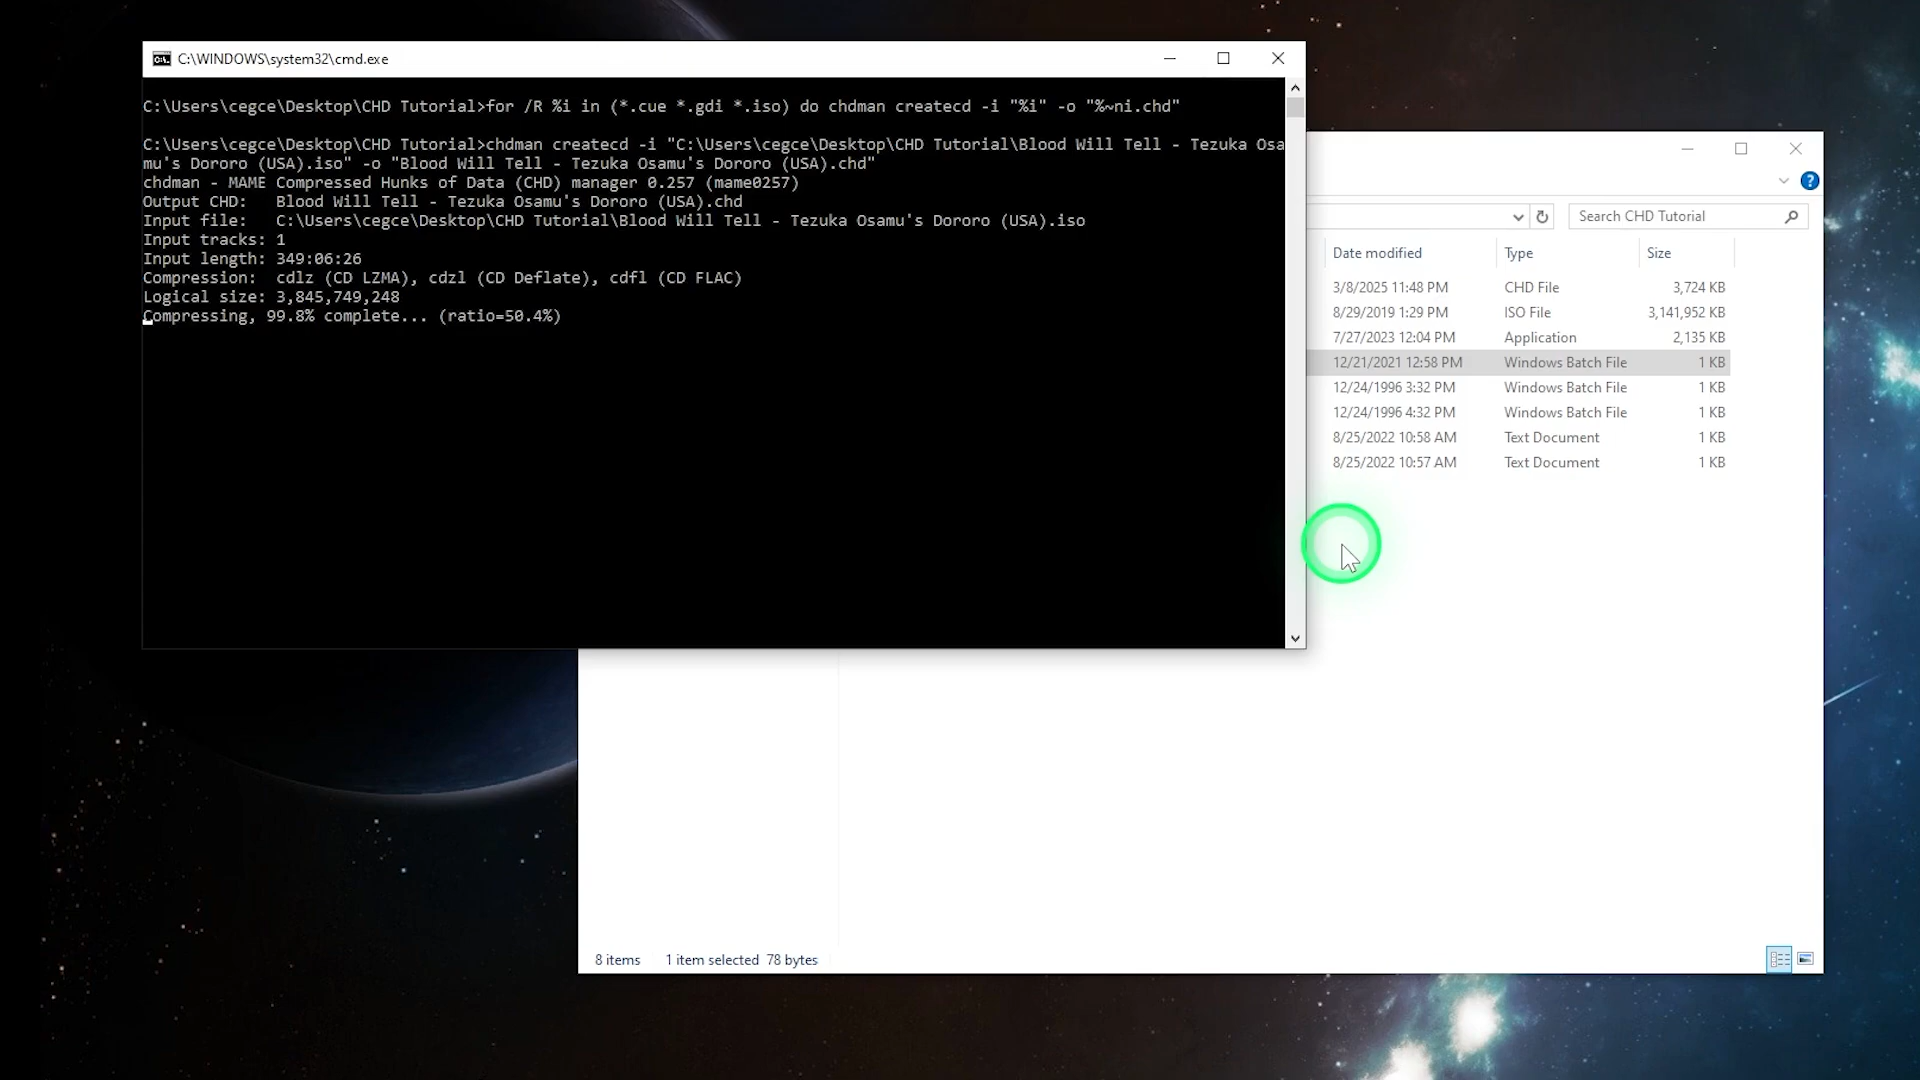 C:\WINDOWS\system32\cmd.exe
C:\Users\cegce\Desktop\CHD Tutorial>for /R %i in (*.cue *.gdi *.iso) do chdman createcd -i "%i" -o "%~ni.chd"
C:\Users\cegce\Desktop\CHD Tutorial>chdman createcd -i "C:\Users\cegce\Desktop\CHD Tutorial\Blood Will Tell - Tezuka Osa
mu's Dororo (USA).iso" -o "Blood Will Tell - Tezuka Osamu's Dororo (USA).chd"
chdman - MAME Compressed Hunks of Data (CHD) manager 0.257 (mame0257)
Output CHD:   Blood Will Tell - Tezuka Osamu's Dororo (USA).chd
Input file:   C:\Users\cegce\Desktop\CHD Tutorial\Blood Will Tell - Tezuka Osamu's Dororo (USA).iso
Input tracks: 1
Input length: 349:06:26
Compression:  cdlz (CD LZMA), cdzl (CD Deflate), cdfl (CD FLAC)
Logical size: 3,845,749,248
Compressing, 99.8% complete... (ratio=50.4%)
Search CHD Tutorial
Date modified Type Size
3/8/2025 11:48 PM CHD File 3,724 KB
8/29/2019 1:29 PM ISO File 3,141,952 KB
7/27/2023 12:04 PM Application 2,135 KB
12/21/2021 12:58 PM Windows Batch File 1 KB
12/24/1996 3:32 PM Windows Batch File 1 KB
12/24/1996 4:32 PM Windows Batch File 1 KB
8/25/2022 10:58 AM Text Document 1 KB
8/25/2022 10:57 AM Text Document 1 KB
8 items 1 item selected 78 bytes